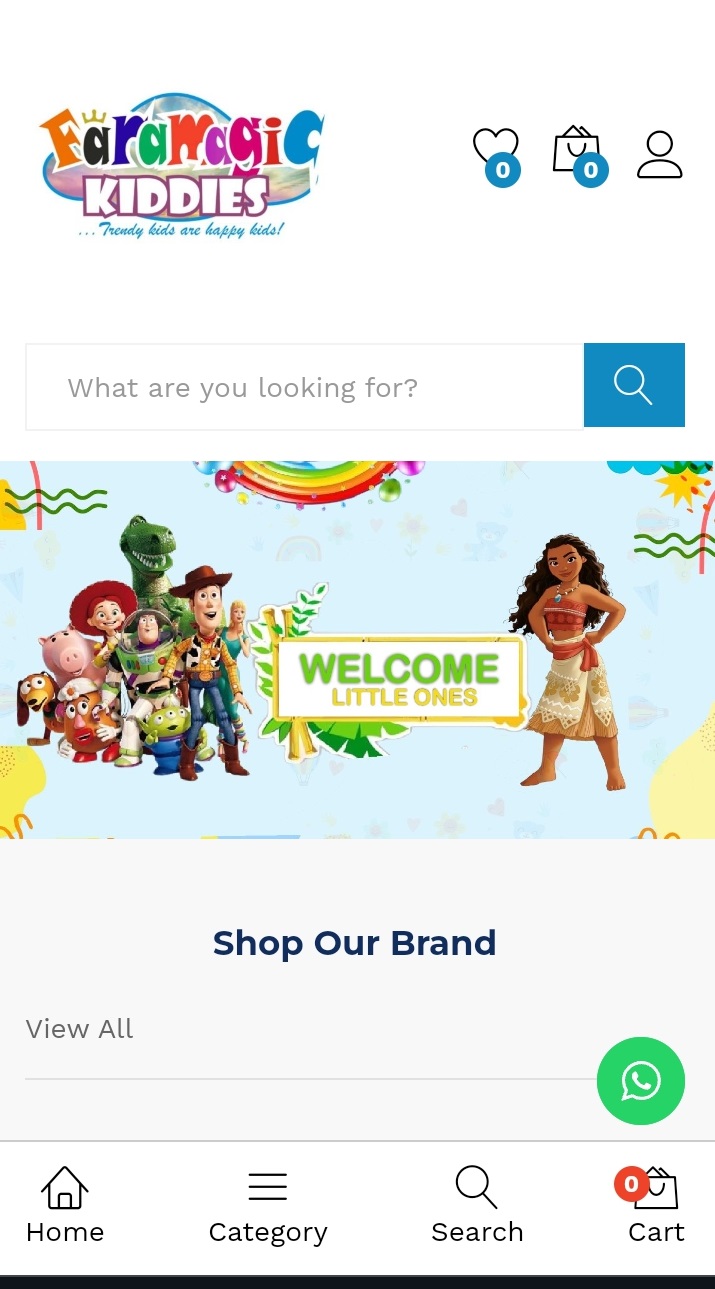 Faramagic
KIDDIES
...Trendy kids are happy kids!
0
0
What are you looking for?
WELCOME
LITTLE ONES
Shop Our Brand
View All
0
Home
Category
Search
Cart